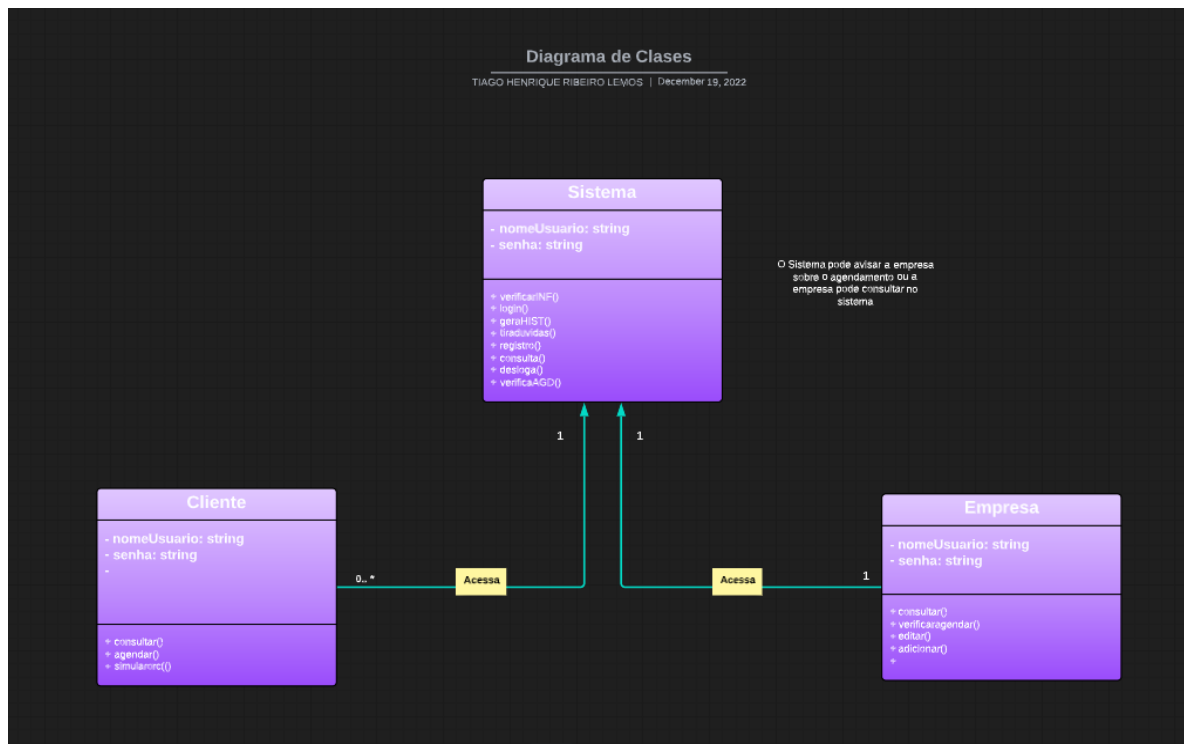 Diagrama de Clases
TIAGO HENRIQUE RIBEIRO LEMOS | December 19, 2022
Sistema
- nomeUsuario: string
- senha: string
+ verificarINF()
+ login()
+ geraHIST()
+ tiraduvidas()
+ registro()
+ consulta()
+ desloga()
+ verificaAGD()
O Sistema pode avisar a empresa
sobre o agendamento ou a
empresa pode consultar no
sistema
1
1
Cliente
- nomeUsuario: string
- senha: string
-
+ consultar()
+ agendar()
+ simularorc(()
0.. *
Acessa
Acessa
1
Empresa
- nomeUsuario: string
- senha: string
+ consultar()
+ verificaragendar()
+ editar()
+ adicionar()
+